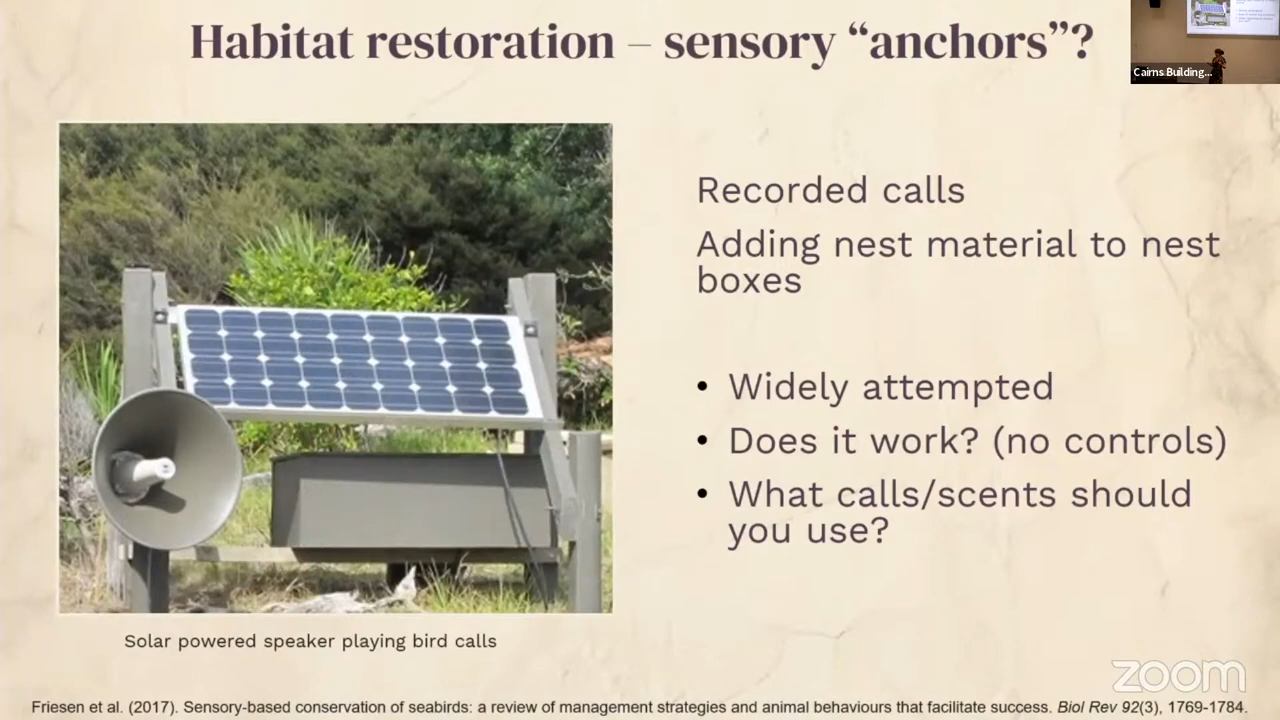 Habitat restoration – sensory “anchors”?
Cairns Building...
Recorded calls
Adding nest material to nest
boxes
• Widely attempted
• Does it work? (no controls)
• What calls/scents should
you use?
Solar powered speaker playing bird calls
zoom
Friesen et al. (2017). Sensory-based conservation of seabirds: a review of management strategies and animal behaviours that facilitate success. Biol Rev 92(3), 1769-1784.